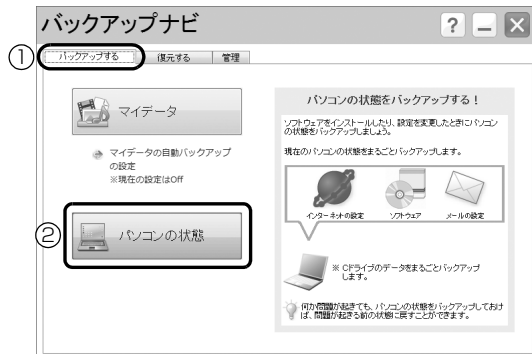 バックアップナビ
? － ×
① バックアップする 復元する 管理
マイデータ
マイデータの自動バックアップ
の設定
※現在の設定はOff
② パソコンの状態
パソコンの状態をバックアップする！
ソフトウェアをインストールしたり、設定を変更したときにパソコン
の状態をバックアップしましょう。
現在のパソコンの状態をまるごとバックアップします。
インターネットの設定 ソフトウェア メールの設定
※ Cドライブのデータをまるごとバックアップ
します。
何か問題が起きても、パソコンの状態をバックアップしておけ
ば、問題が起きる前の状態に戻すことができます。